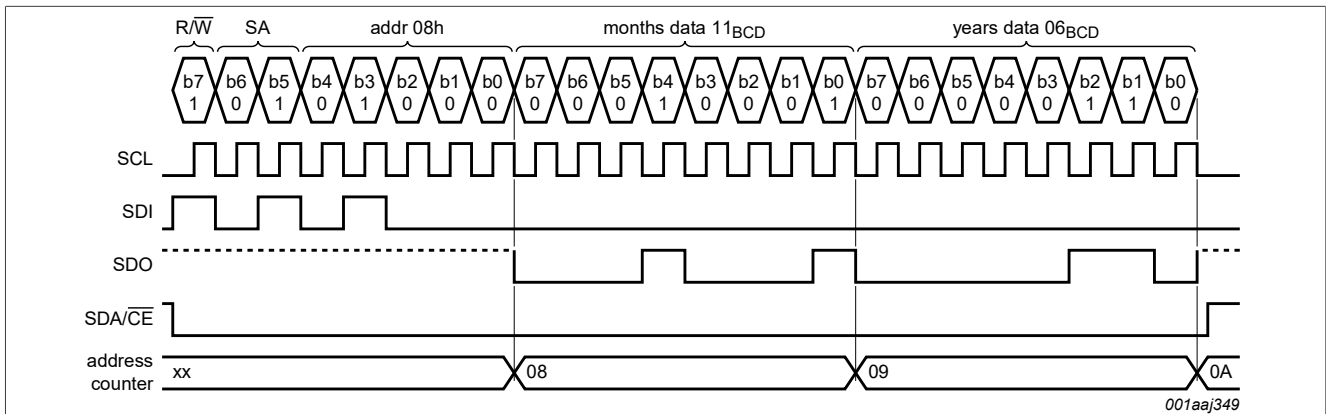 R/W SA addr 08h months data 11BCD years data 06BCD
b7 b6 b5 b4 b3 b2 b1 b0 b7 b6 b5 b4 b3 b2 b1 b0 b7 b6 b5 b4 b3 b2 b1 b0
1 0 1 0 1 0 0 0 0 0 0 1 0 0 0 1 0 0 0 0 0 1 1 0
SCL
SDI
SDO
SDA/CE
address counter xx 08 09 0A
001aaj349